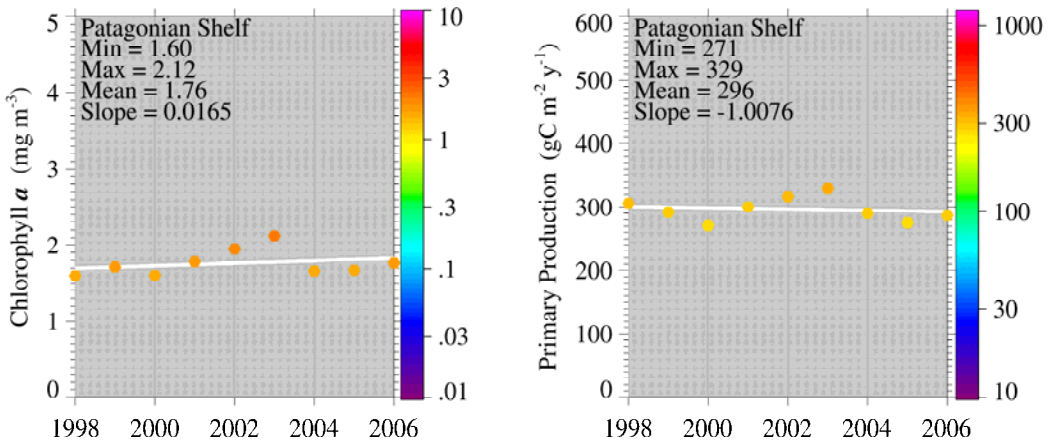 Patagonian Shelf
Min = 1.60
Max = 2.12
Mean = 1.76
Slope = 0.0165
Chlorophyll a (mg m-3)
5
4
3
2
1
0
1998 2000 2002 2004 2006
10
3
1
.3
.1
.03
.01
Patagonian Shelf
Min = 271
Max = 329
Mean = 296
Slope = -1.0076
Primary Production (gC m-2 y-1)
600
500
400
300
200
100
0
1998 2000 2002 2004 2006
1000
300
100
30
10